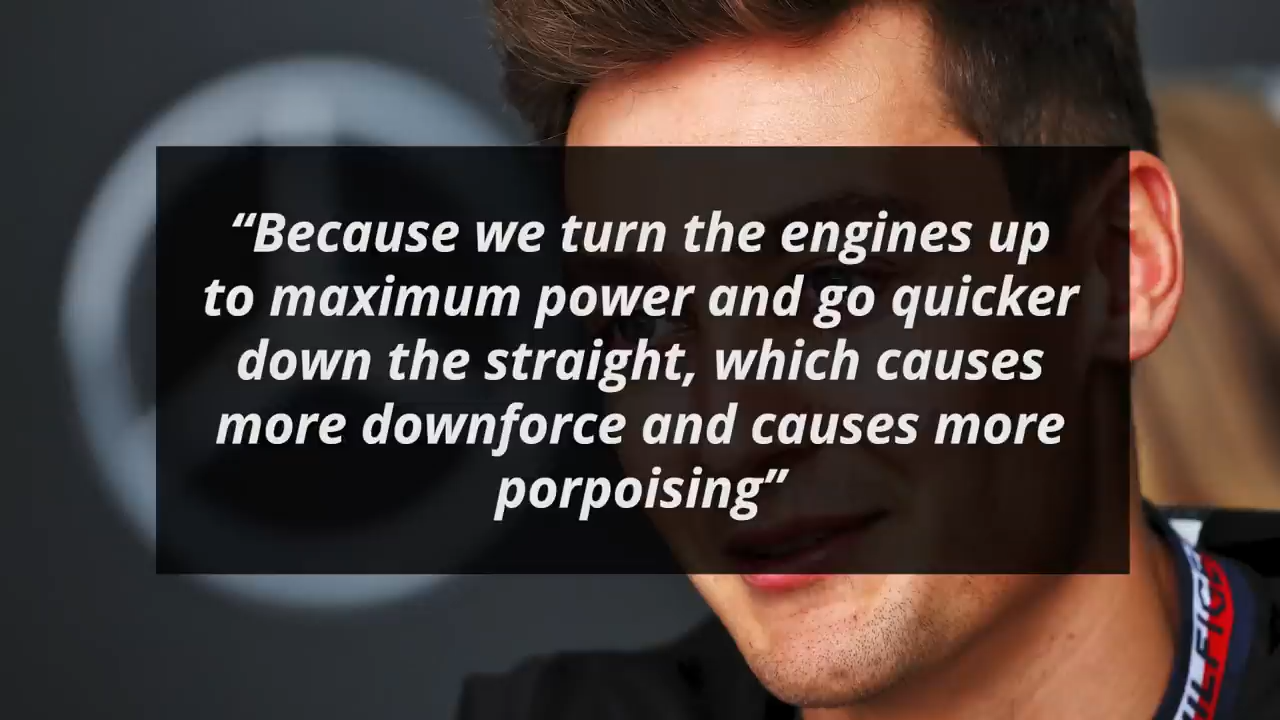 “Because we turn the engines up
to maximum power and go quicker
down the straight, which causes
more downforce and causes more
porpoising”